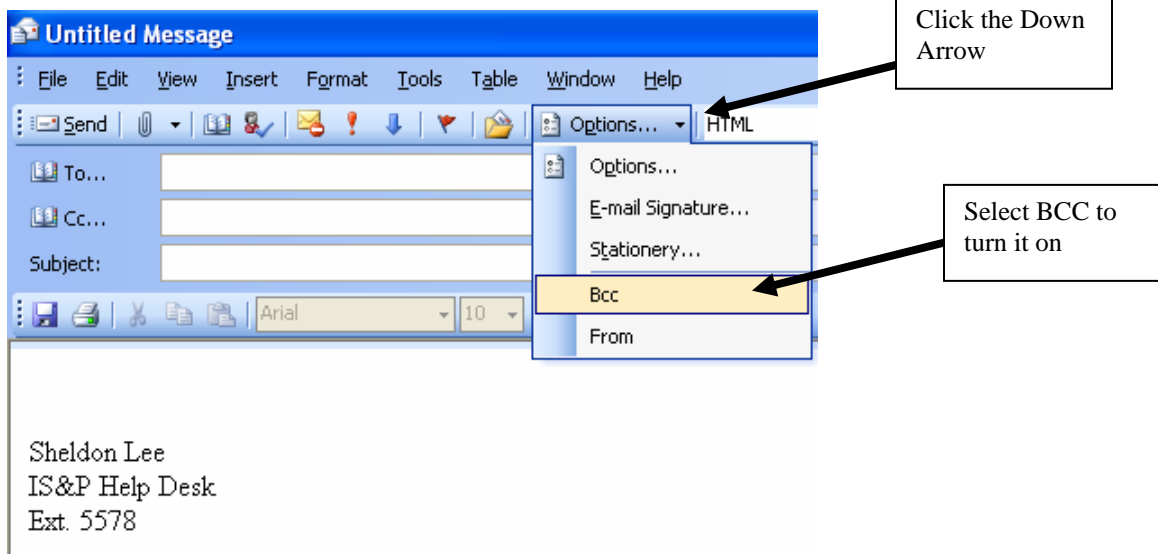 Click the Down
Arrow
Untitled Message
File Edit View Insert Format Tools Table Window Help
Send Options... HTML
To...
Cc...
Subject:
Options...
E-mail Signature...
Stationery...
Bcc
From
Select BCC to
turn it on
Arial 10
Sheldon Lee
IS&P Help Desk
Ext. 5578